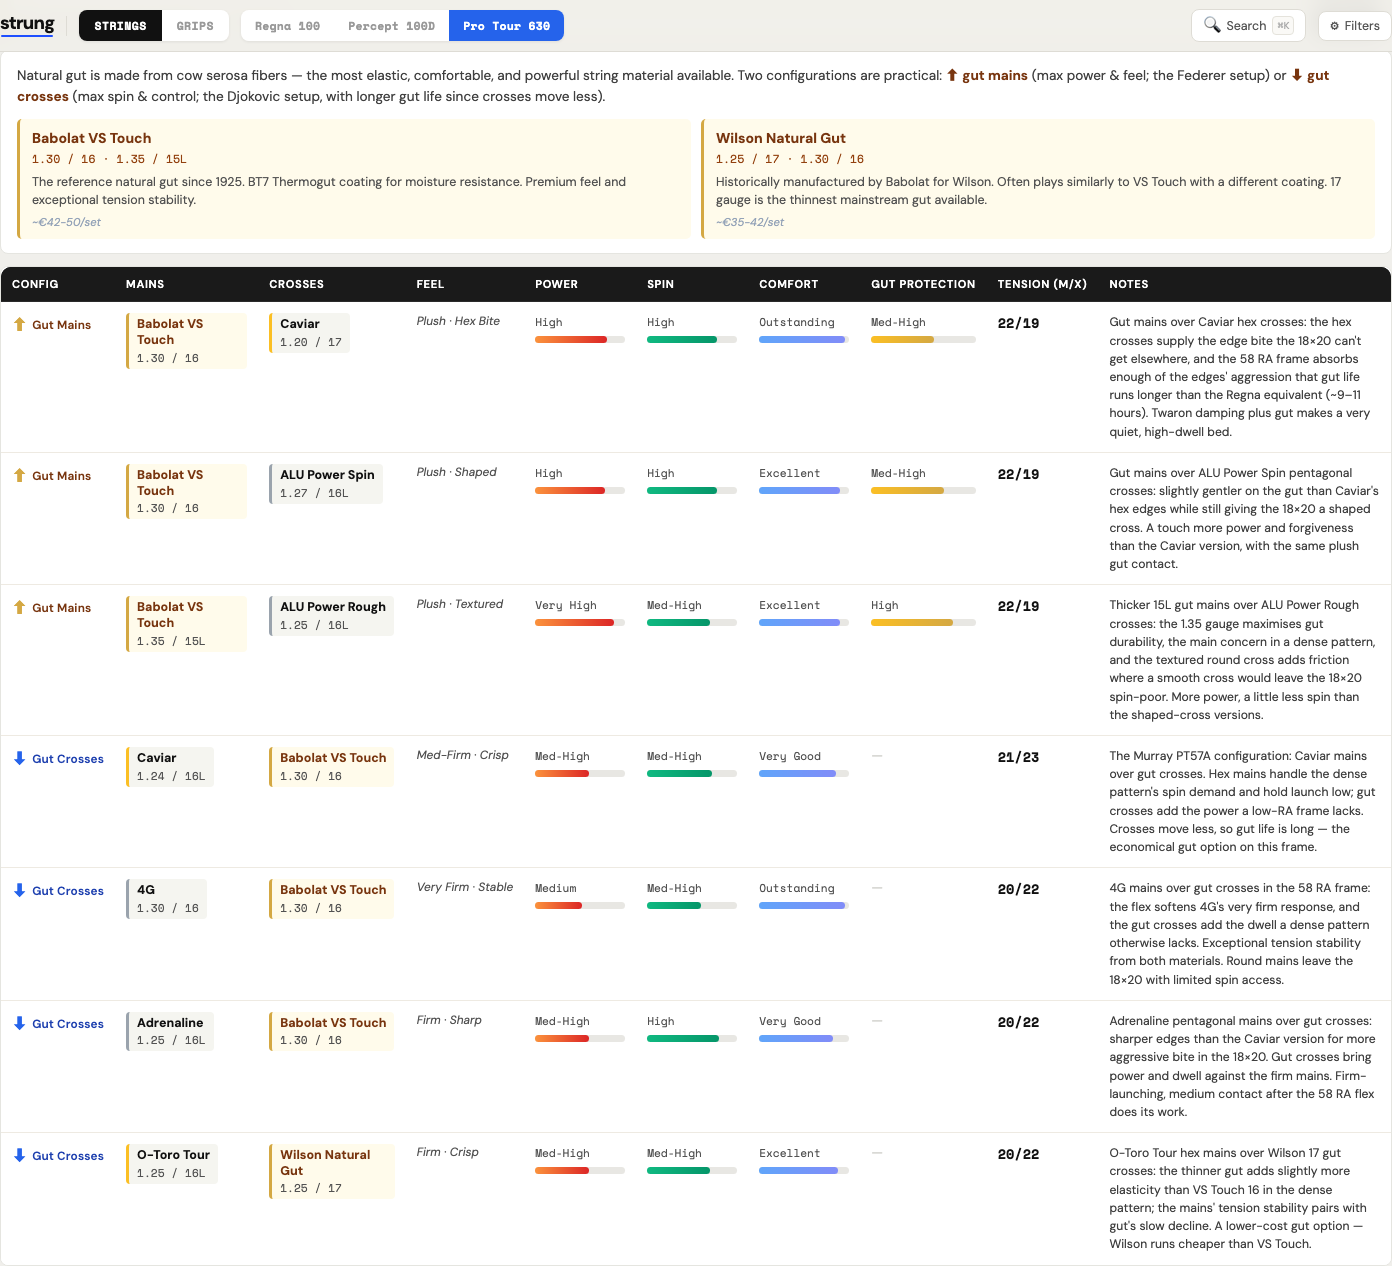 strung
STRINGS GRIPS Regna 100 Percept 100D Pro Tour 630 Search ⌘K Filters
Natural gut is made from cow serosa fibers — the most elastic, comfortable, and powerful string material available. Two configurations are practical: ⬆ gut mains (max power & feel; the Federer setup) or ⬇ gut
crosses (max spin & control; the Djokovic setup, with longer gut life since crosses move less).
Babolat VS Touch
1.30 / 16 · 1.35 / 15L
The reference natural gut since 1925. BT7 Thermogut coating for moisture resistance. Premium feel and
exceptional tension stability.
~€42-50/set
Wilson Natural Gut
1.25 / 17 · 1.30 / 16
Historically manufactured by Babolat for Wilson. Often plays similarly to VS Touch with a different coating. 17
gauge is the thinnest mainstream gut available.
~€35-42/set
CONFIG MAINS CROSSES FEEL POWER SPIN COMFORT GUT PROTECTION TENSION (M/X) NOTES
⬆ Gut Mains
Babolat VS
Touch
1.30 / 16
Caviar
1.20 / 17
Plush · Hex Bite
High
High
Outstanding
Med-High
22/19
Gut mains over Caviar hex crosses: the hex
crosses supply the edge bite the 18×20 can't
get elsewhere, and the 58 RA frame absorbs
enough of the edges' aggression that gut life
runs longer than the Regna equivalent (~9–11
hours). Twaron damping plus gut makes a very
quiet, high-dwell bed.
⬆ Gut Mains
Babolat VS
Touch
1.30 / 16
ALU Power Spin
1.27 / 16L
Plush · Shaped
High
High
Excellent
Med-High
22/19
Gut mains over ALU Power Spin pentagonal
crosses: slightly gentler on the gut than Caviar's
hex edges while still giving the 18×20 a shaped
cross. A touch more power and forgiveness
than the Caviar version, with the same plush
gut contact.
⬆ Gut Mains
Babolat VS
Touch
1.35 / 15L
ALU Power Rough
1.25 / 16L
Plush · Textured
Very High
Med-High
Excellent
High
22/19
Thicker 15L gut mains over ALU Power Rough
crosses: the 1.35 gauge maximises gut
durability, the main concern in a dense pattern,
and the textured round cross adds friction
where a smooth cross would leave the 18×20
spin-poor. More power, a little less spin than
the shaped-cross versions.
⬇ Gut Crosses
Caviar
1.24 / 16L
Babolat VS Touch
1.30 / 16
Med–Firm · Crisp
Med-High
Med-High
Very Good
—
21/23
The Murray PT57A configuration: Caviar mains
over gut crosses. Hex mains handle the dense
pattern's spin demand and hold launch low; gut
crosses add the power a low-RA frame lacks.
Crosses move less, so gut life is long — the
economical gut option on this frame.
⬇ Gut Crosses
4G
1.30 / 16
Babolat VS Touch
1.30 / 16
Very Firm · Stable
Medium
Med-High
Outstanding
—
20/22
4G mains over gut crosses in the 58 RA frame:
the flex softens 4G's very firm response, and
the gut crosses add the dwell a dense pattern
otherwise lacks. Exceptional tension stability
from both materials. Round mains leave the
18×20 with limited spin access.
⬇ Gut Crosses
Adrenaline
1.25 / 16L
Babolat VS Touch
1.30 / 16
Firm · Sharp
Med-High
High
Very Good
—
20/22
Adrenaline pentagonal mains over gut crosses:
sharper edges than the Caviar version for more
aggressive bite in the 18×20. Gut crosses bring
power and dwell against the firm mains. Firm-
launching, medium contact after the 58 RA flex
does its work.
⬇ Gut Crosses
O-Toro Tour
1.25 / 16L
Wilson Natural
Gut
1.25 / 17
Firm · Crisp
Med-High
Med-High
Excellent
—
20/22
O-Toro Tour hex mains over Wilson 17 gut
crosses: the thinner gut adds slightly more
elasticity than VS Touch 16 in the dense
pattern; the mains' tension stability pairs with
gut's slow decline. A lower-cost gut option —
Wilson runs cheaper than VS Touch.